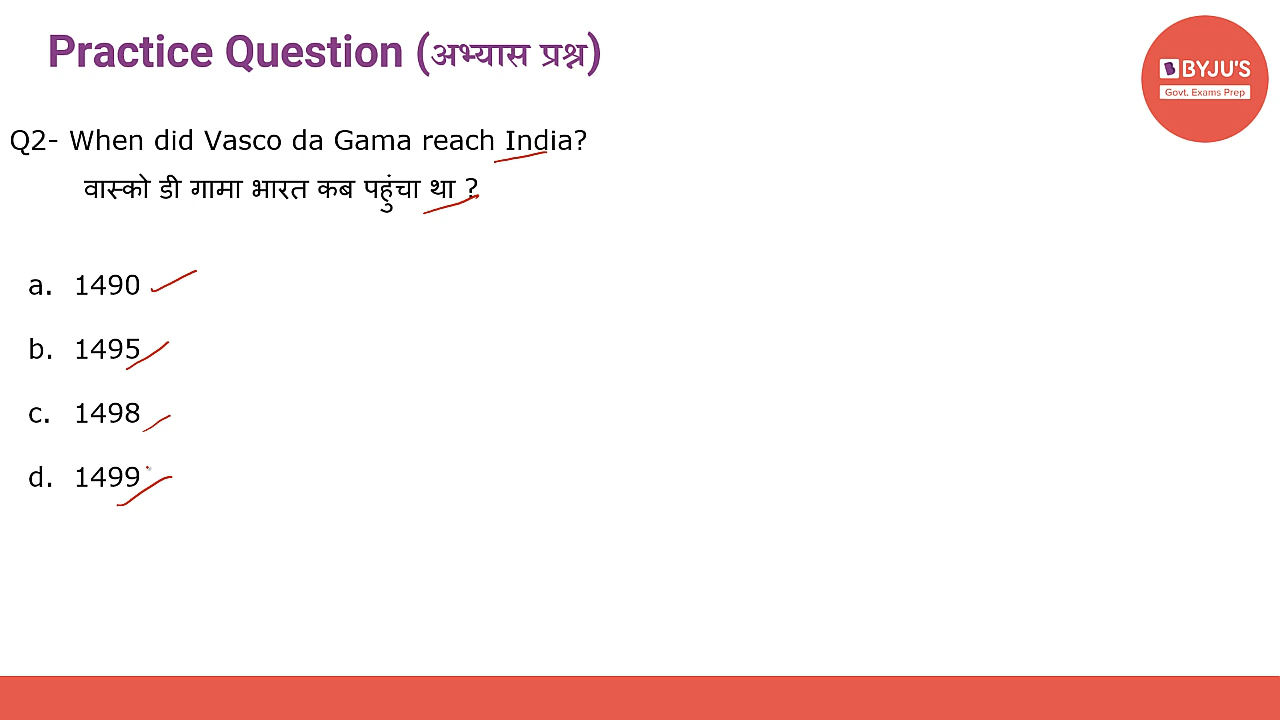 Practice Question (अभ्यास प्रश्न)
BYJU'S
Govt. Exams Prep
Q2- When did Vasco da Gama reach India?
वास्को डी गामा भारत कब पहुंचा था ?
a. 1490
b. 1495
c. 1498
d. 1499